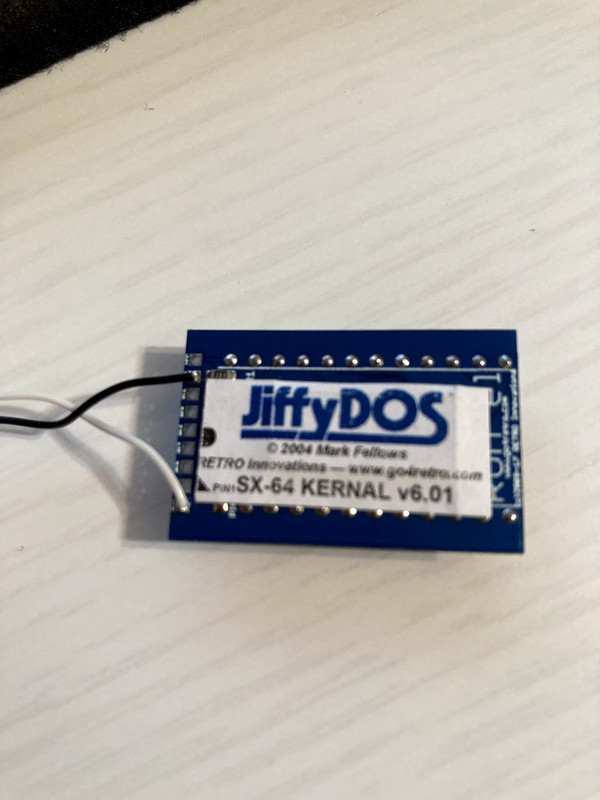 JiffyDOS
© 2004 Mark Fellows
RETRO Innovations — www.go4retro.com
PIN1 SX-64 KERNAL v6.01